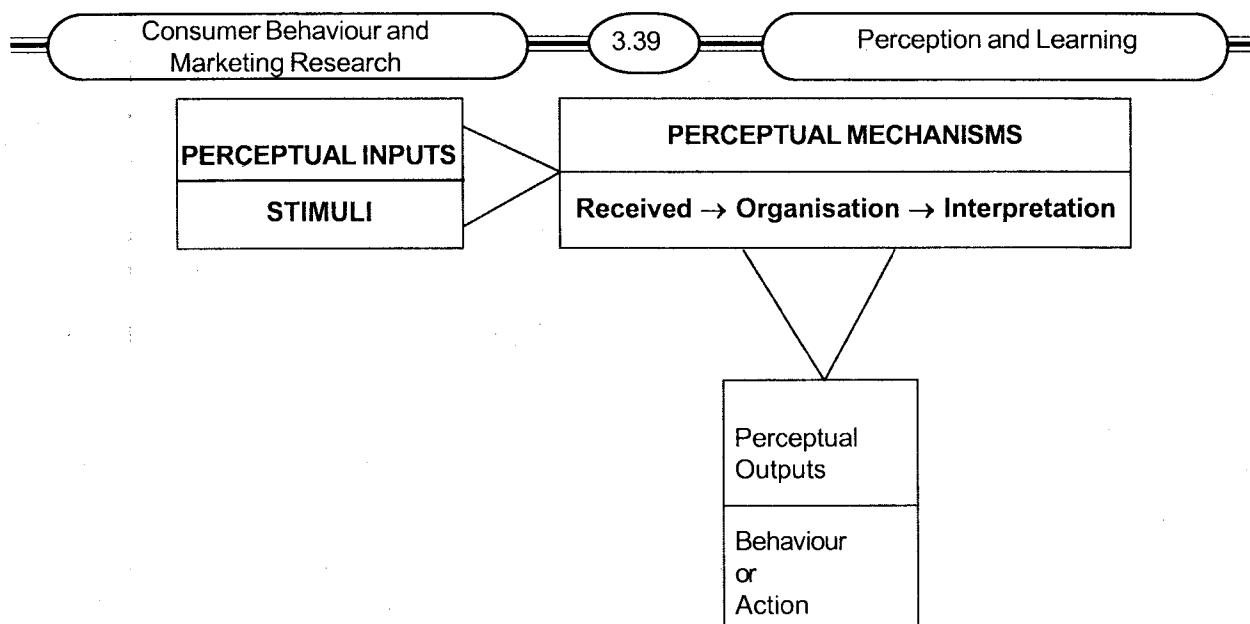 Consumer Behaviour and
Marketing Research
3.39
Perception and Learning
PERCEPTUAL INPUTS
STIMULI
PERCEPTUAL MECHANISMS
Received → Organisation → Interpretation
Perceptual
Outputs
Behaviour
or
Action